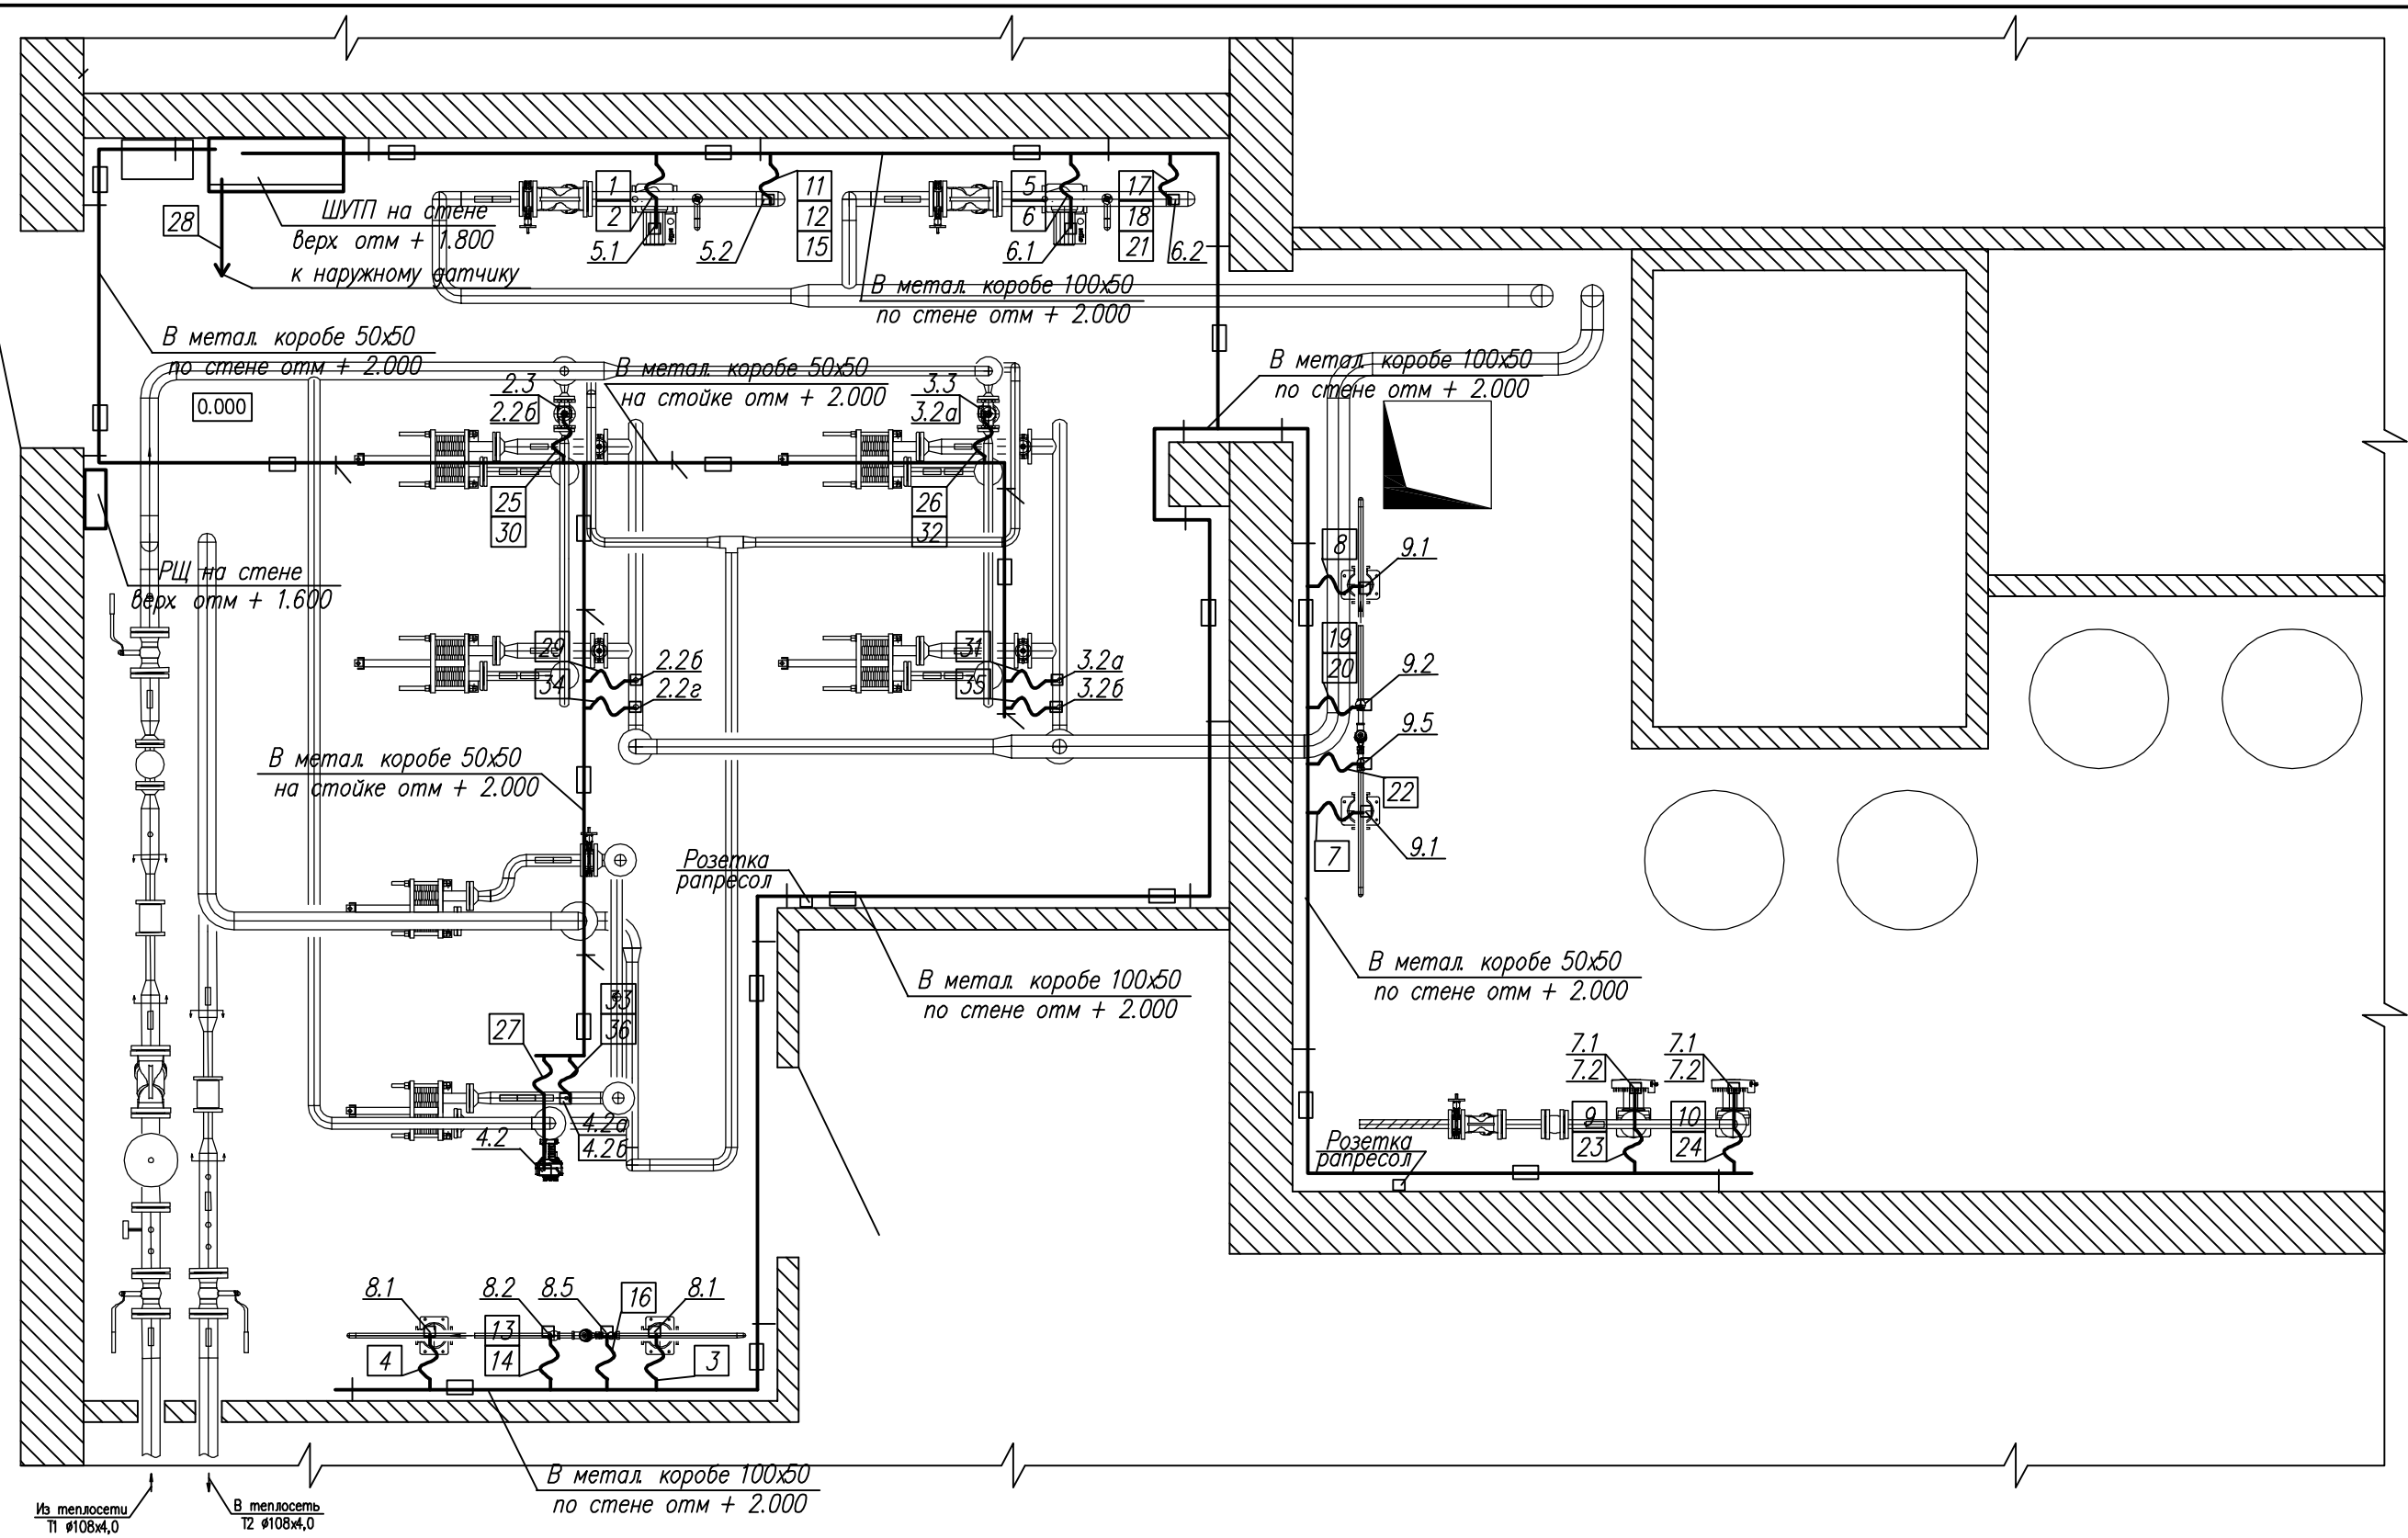 1
2
11
12
15
5
6
17
18
21
28
ШУТП на стене
верх. отм + 1.800
к наружному датчику
5.1
5.2
6.1
6.2
В метал. коробе 100х50
по стене отм + 2.000
В метал. коробе 50х50
по стене отм + 2.000
В метал. коробе 50х50
на стойке отм + 2.000
В метал. коробе 100х50
по стене отм + 2.000
0.000
2.3
2.2б
3.3
3.2а
25
30
26
32
РЩ на стене
верх. отм + 1.600
8
9.1
29
34
2.2б
2.2г
31
35
3.2а
3.2б
19
20
9.2
9.5
22
7
9.1
В метал. коробе 50х50
на стойке отм + 2.000
Розетка
рапресол
В метал. коробе 100х50
по стене отм + 2.000
В метал. коробе 50х50
по стене отм + 2.000
27
33
36
4.2
4.2а
4.2б
7.1
7.2
7.1
7.2
9
23
10
24
Розетка
рапресол
8.1
8.2
8.5
16
8.1
4
13
14
3
В метал. коробе 100х50
по стене отм + 2.000
Из теплосети
Т1 ø108х4,0
В теплосеть
Т2 ø108х4,0